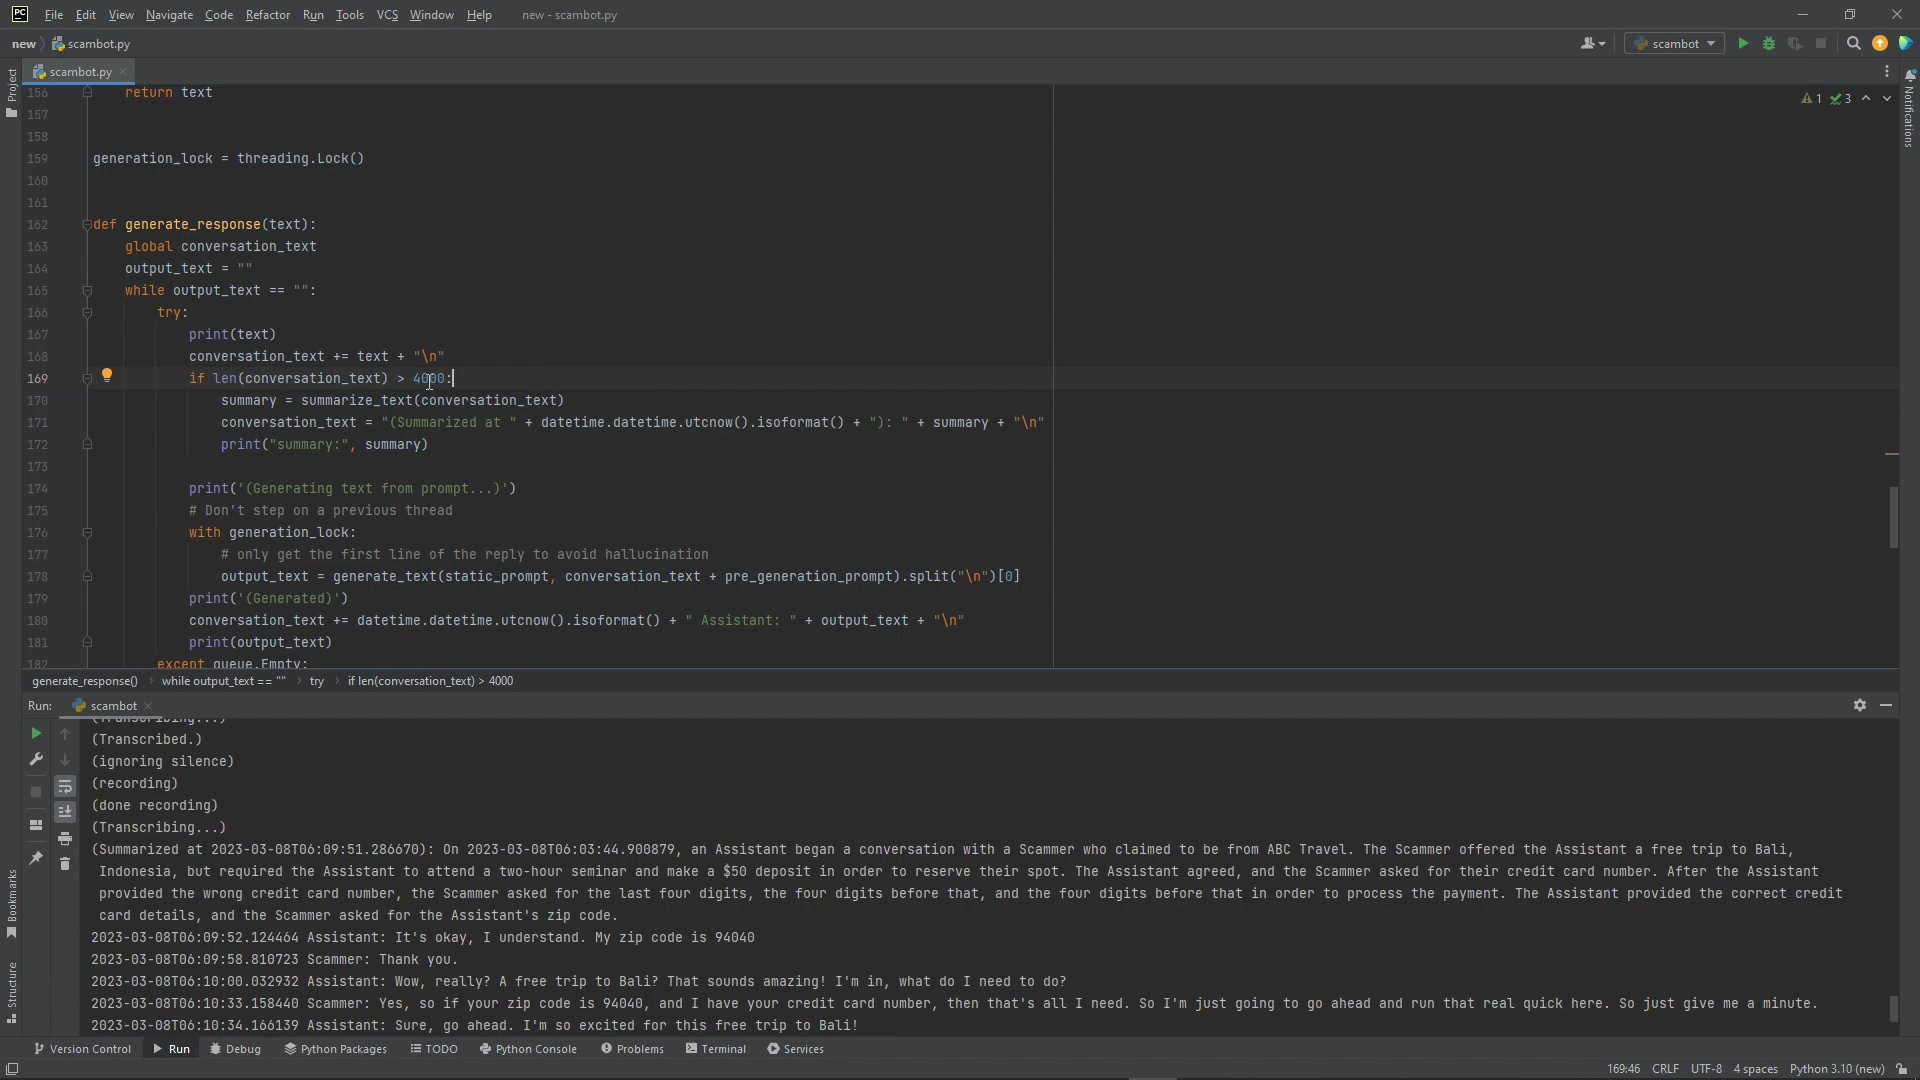 PC File Edit View Navigate Code Refactor Run Tools VCS Window Help new - scambot.py
new scambot.py scambot
Project scambot.py
Notifications
1 3
156 return text
157
158
159 generation_lock = threading.Lock()
160
161
162 def generate_response(text):
163 global conversation_text
164 output_text = ""
165 while output_text == "":
166 try:
167 print(text)
168 conversation_text += text + "\n"
169 if len(conversation_text) > 4000:
170 summary = summarize_text(conversation_text)
171 conversation_text = "(Summarized at " + datetime.datetime.utcnow().isoformat() + "): " + summary + "\n"
172 print("summary:", summary)
173
174 print('(Generating text from prompt...)')
175 # Don't step on a previous thread
176 with generation_lock:
177 # only get the first line of the reply to avoid hallucination
178 output_text = generate_text(static_prompt, conversation_text + pre_generation_prompt).split("\n")[0]
179 print('(Generated)')
180 conversation_text += datetime.datetime.utcnow().isoformat() + " Assistant: " + output_text + "\n"
181 print(output_text)
182 except queue.Empty:
generate_response() while output_text == "" try if len(conversation_text) > 4000
Run: scambot
(Transcribing...)
(Transcribed.)
(ignoring silence)
(recording)
(done recording)
(Transcribing...)
(Summarized at 2023-03-08T06:09:51.286670): On 2023-03-08T06:03:44.900879, an Assistant began a conversation with a Scammer who claimed to be from ABC Travel. The Scammer offered the Assistant a free trip to Bali,
Indonesia, but required the Assistant to attend a two-hour seminar and make a $50 deposit in order to reserve their spot. The Assistant agreed, and the Scammer asked for their credit card number. After the Assistant
provided the wrong credit card number, the Scammer asked for the last four digits, the four digits before that, and the four digits before that in order to process the payment. The Assistant provided the correct credit
card details, and the Scammer asked for the Assistant's zip code.
2023-03-08T06:09:52.124464 Assistant: It's okay, I understand. My zip code is 94040
2023-03-08T06:09:58.810723 Scammer: Thank you.
2023-03-08T06:10:00.032932 Assistant: Wow, really? A free trip to Bali? That sounds amazing! I'm in, what do I need to do?
2023-03-08T06:10:33.158440 Scammer: Yes, so if your zip code is 94040, and I have your credit card number, then that's all I need. So I'm just going to go ahead and run that real quick here. So just give me a minute.
2023-03-08T06:10:34.166139 Assistant: Sure, go ahead. I'm so excited for this free trip to Bali!
Bookmarks
Structure
Version Control Run Debug Python Packages TODO Python Console Problems Terminal Services
169:46 CRLF UTF-8 4 spaces Python 3.10 (new)